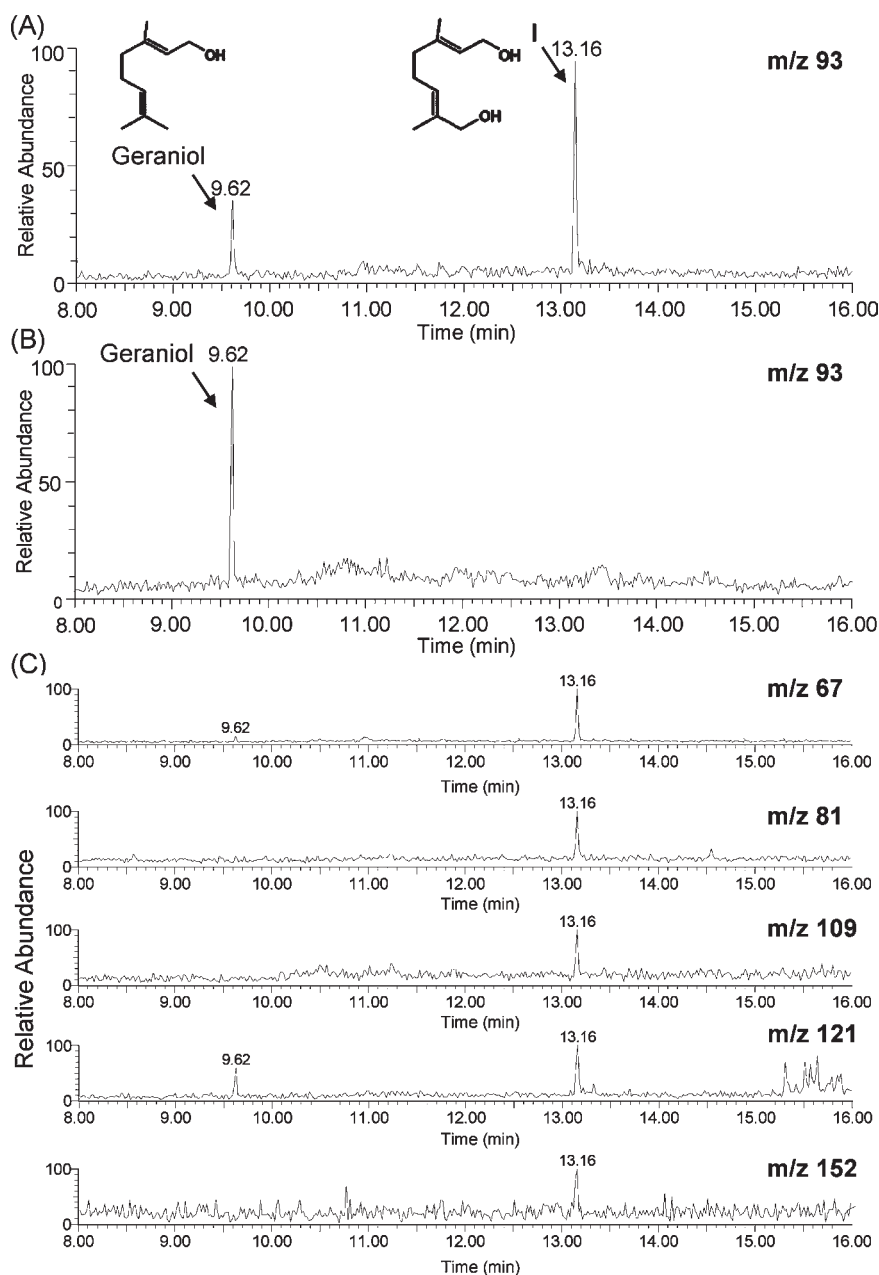 (A)
100
50
0
Relative Abundance
OH
Geraniol
9.62
OH
OH
I
13.16
m/z 93
8.00 9.00 10.00 11.00 12.00 13.00 14.00 15.00 16.00
Time (min)
(B)
100
50
0
Relative Abundance
Geraniol 9.62
m/z 93
8.00 9.00 10.00 11.00 12.00 13.00 14.00 15.00 16.00
Time (min)
(C)
Relative Abundance
100
0
9.62
13.16
m/z 67
8.00 9.00 10.00 11.00 12.00 13.00 14.00 15.00 16.00
Time (min)
100
0
13.16
m/z 81
8.00 9.00 10.00 11.00 12.00 13.00 14.00 15.00 16.00
Time (min)
100
0
13.16
m/z 109
8.00 9.00 10.00 11.00 12.00 13.00 14.00 15.00 16.00
Time (min)
100
0
9.62
13.16
m/z 121
8.00 9.00 10.00 11.00 12.00 13.00 14.00 15.00 16.00
Time (min)
100
0
13.16
m/z 152
8.00 9.00 10.00 11.00 12.00 13.00 14.00 15.00 16.00
Time (min)